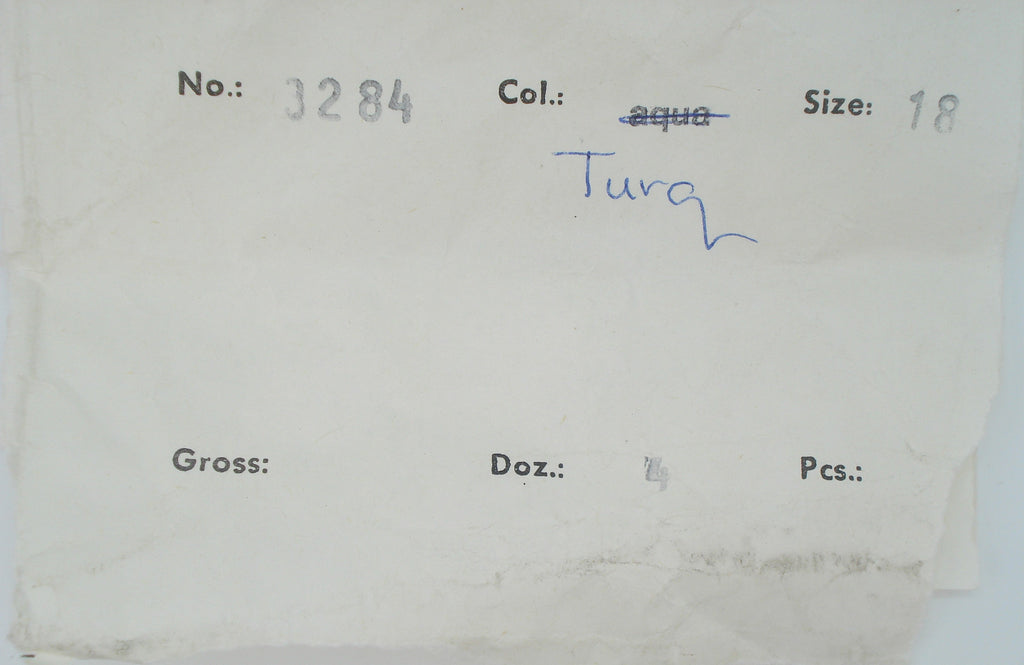 No.: 3284 Col.: aqua Size: 18
Turq
Gross: Doz.: 4 Pcs.: